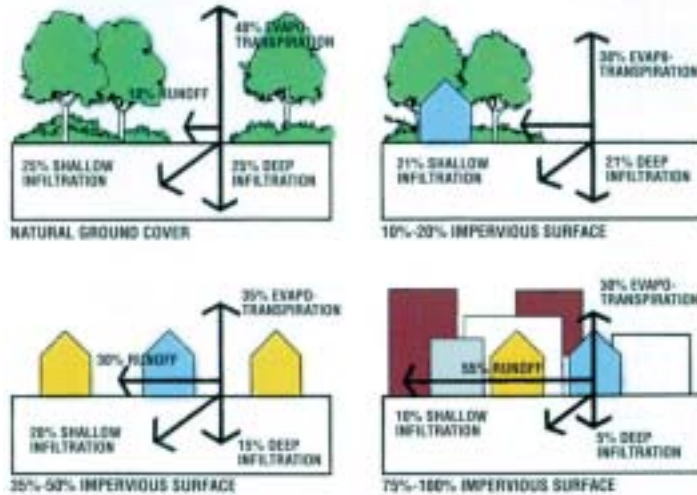 40% EVAPO-
TRANSPIRATION
10% RUNOFF
25% SHALLOW
INFILTRATION
25% DEEP
INFILTRATION
NATURAL GROUND COVER
38% EVAPO-
TRANSPIRATION
21% SHALLOW
INFILTRATION
21% DEEP
INFILTRATION
10%-20% IMPERVIOUS SURFACE
35% EVAPO-
TRANSPIRATION
30% RUNOFF
20% SHALLOW
INFILTRATION
15% DEEP
INFILTRATION
35%-50% IMPERVIOUS SURFACE
30% EVAPO-
TRANSPIRATION
55% RUNOFF
10% SHALLOW
INFILTRATION
5% DEEP
INFILTRATION
75%-100% IMPERVIOUS SURFACE